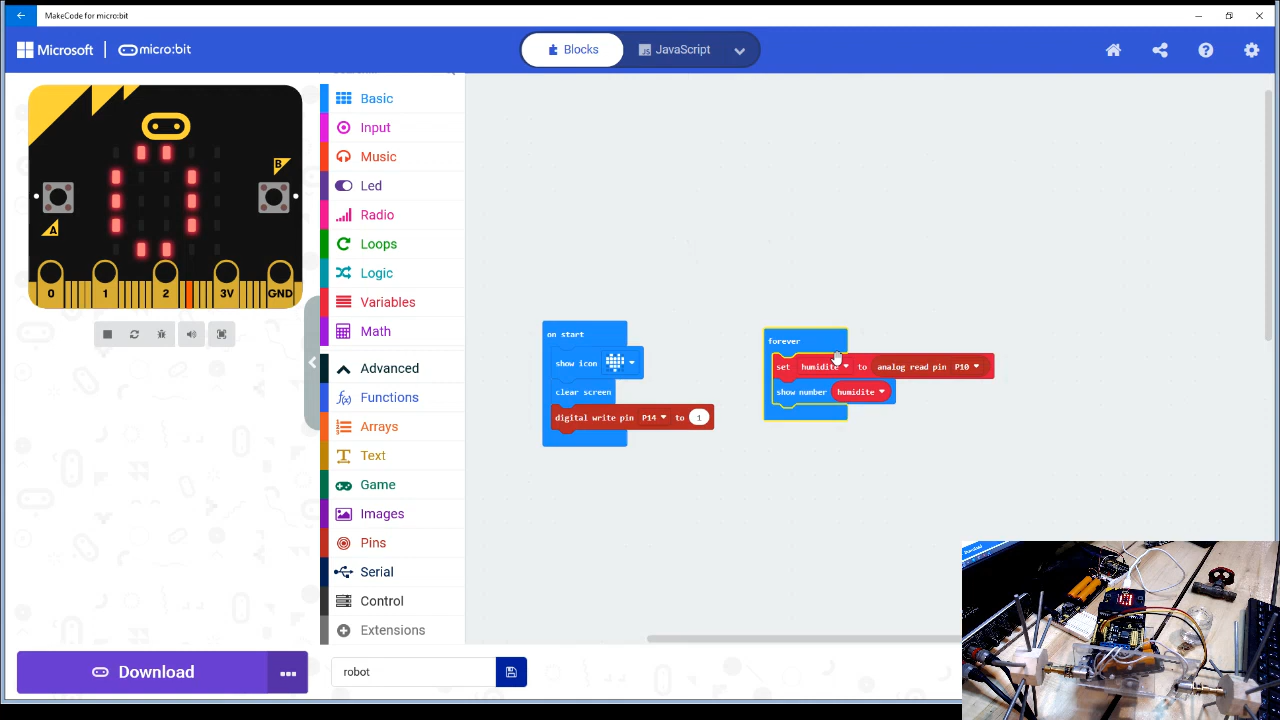 MakeCode for micro:bit
Microsoft
micro:bit
Blocks
JavaScript
B
A
0
1
2
3V
GND
Basic
Input
Music
Led
Radio
Loops
Logic
Variables
Math
Advanced
Functions
Arrays
Text
Game
Images
Pins
Serial
Control
Extensions
on start
show icon
clear screen
digital write pin P14 to 1
forever
set humidite to analog read pin P10
show number humidite
Download
robot